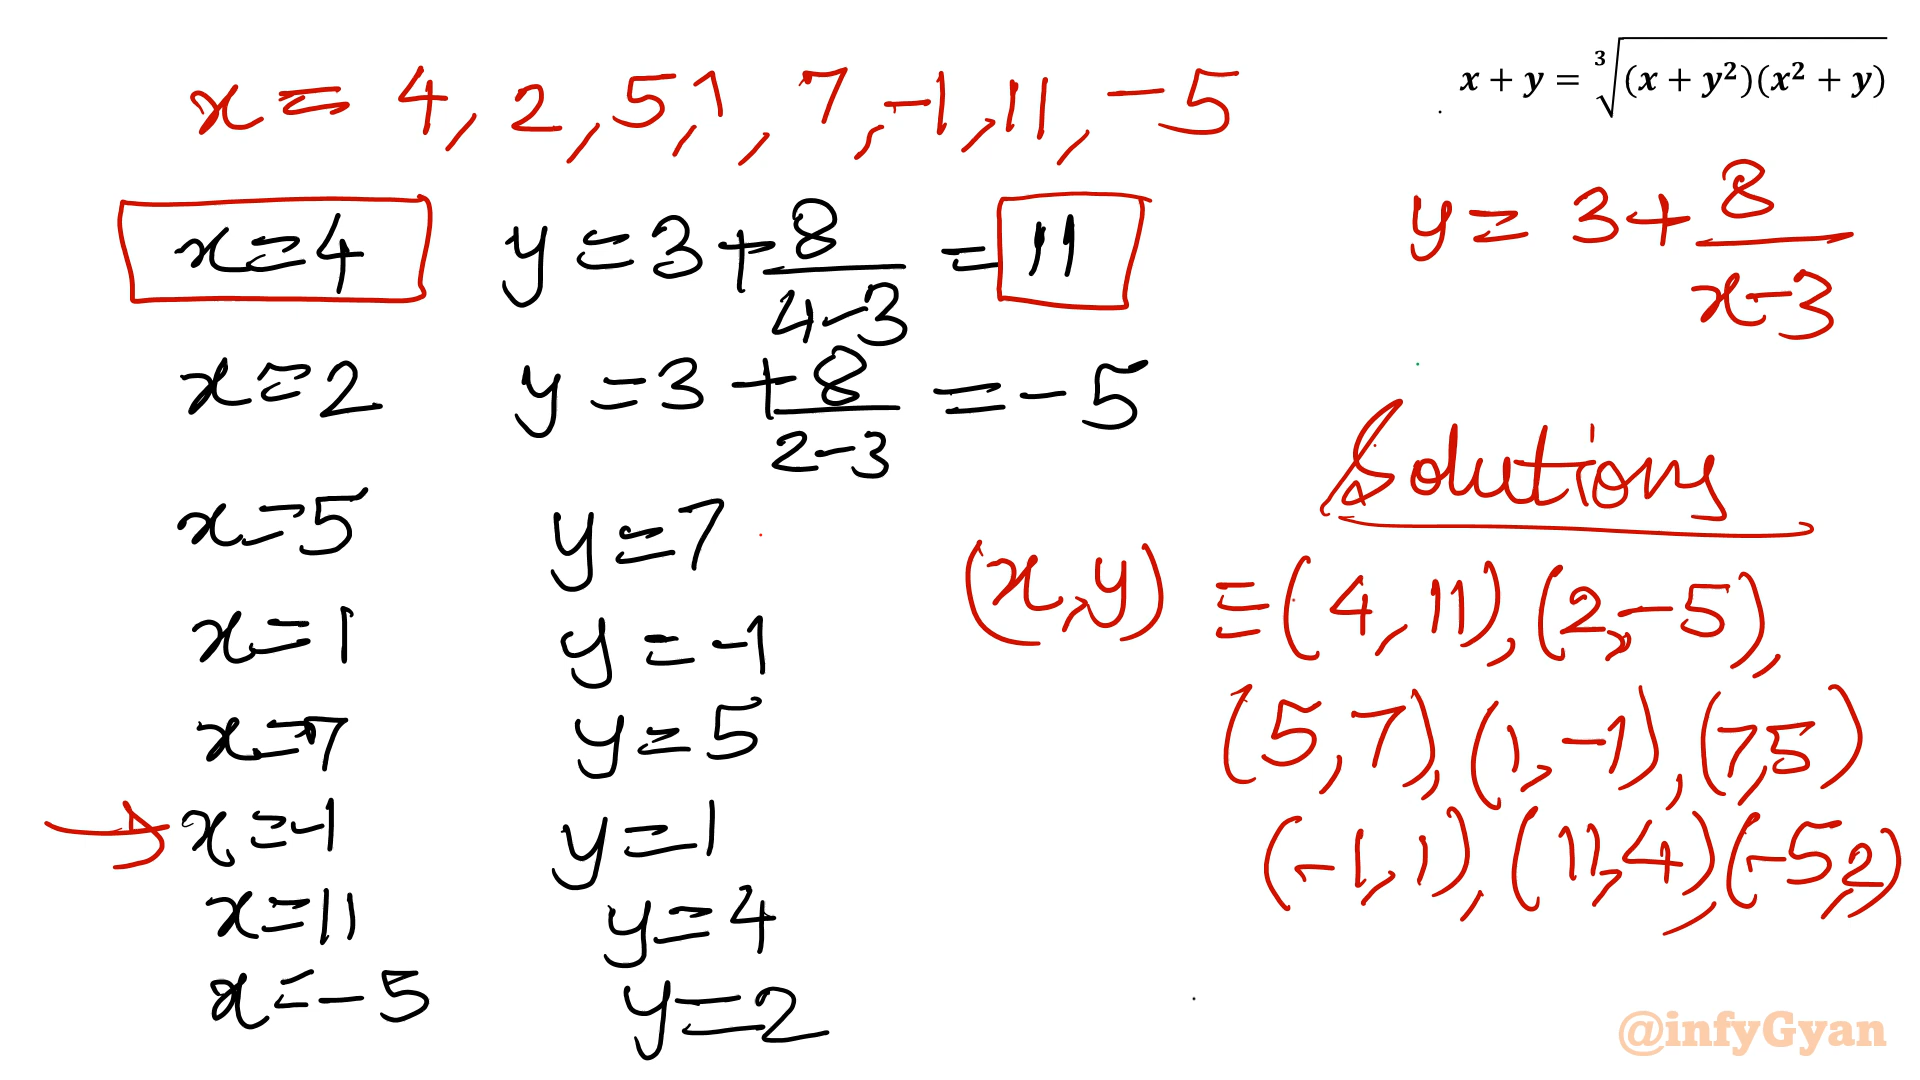 x + y = ∛((x + y²)(x² + y))
x = 4, 2, 5, 1, 7, -1, 11, -5
y = 3 + 8/(x-3)
x = 4 y = 3 + 8/(4-3) = 11
x = 2 y = 3 + 8/(2-3) = -5
Solutions
x = 5 y = 7
(x, y) ≡ (4, 11), (2, -5),
x = 1 y = -1
(5, 7), (1, -1), (7, 5)
x = 7 y = 5
→ x = -1 y = 1
(-1, 1), (11, 4), (-5, 2)
x = 11 y = 4
x = -5 y = 2
@infyGyan